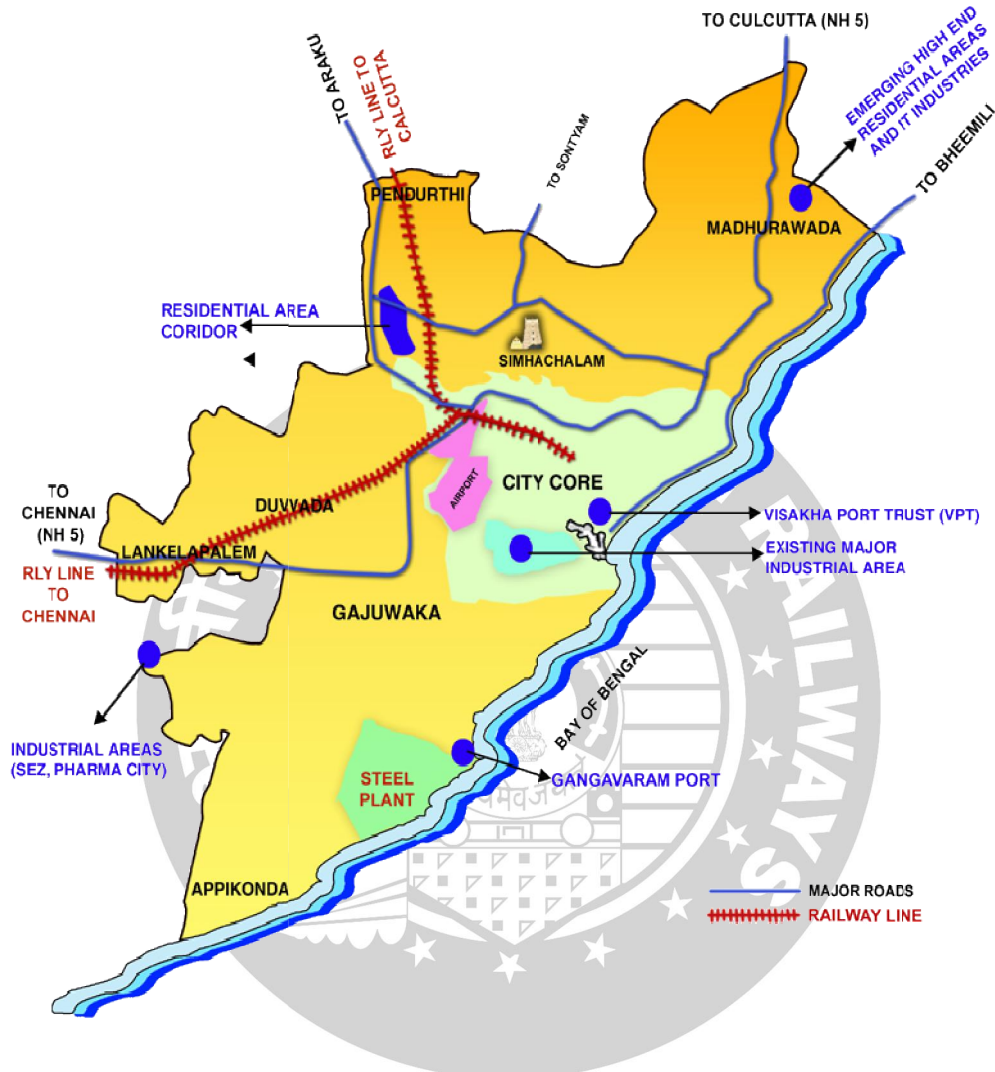 TO CULCUTTA (NH 5)
EMERGING HIGH END
RESIDENTIAL AREAS
AND IT INDUSTRIES
TO ARAKU
RLY LINE TO
CALCUTTA
TO SONTYAM
TO BHEEMILI
PENDURTHI
MADHURAWADA
RESIDENTIAL AREA
CORIDOR
SIMHACHALAM
AIRPORT
CITY CORE
TO
CHENNAI
(NH 5)
DUVVADA
LANKELAPALEM
VISAKHA PORT TRUST (VPT)
EXISTING MAJOR
INDUSTRIAL AREA
RLY LINE
TO
CHENNAI
GAJUWAKA
BAY OF BENGAL
INDUSTRIAL AREAS
(SEZ, PHARMA CITY)
STEEL
PLANT
GANGAVARAM PORT
APPIKONDA
MAJOR ROADS
RAILWAY LINE
RAILWAYS